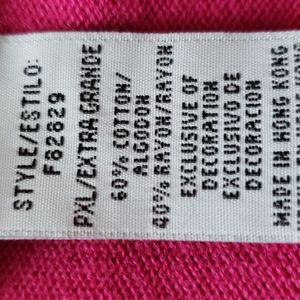 STYLE/ESTILO:
F62629
PXL/EXTRA GRANDE
60% COTTON/
ALGODON
40% RAYON/RAYON
EXCLUSIVE OF
DECORATION
EXCLUSIVO DE
DECORACION
MADE IN HONG KONG